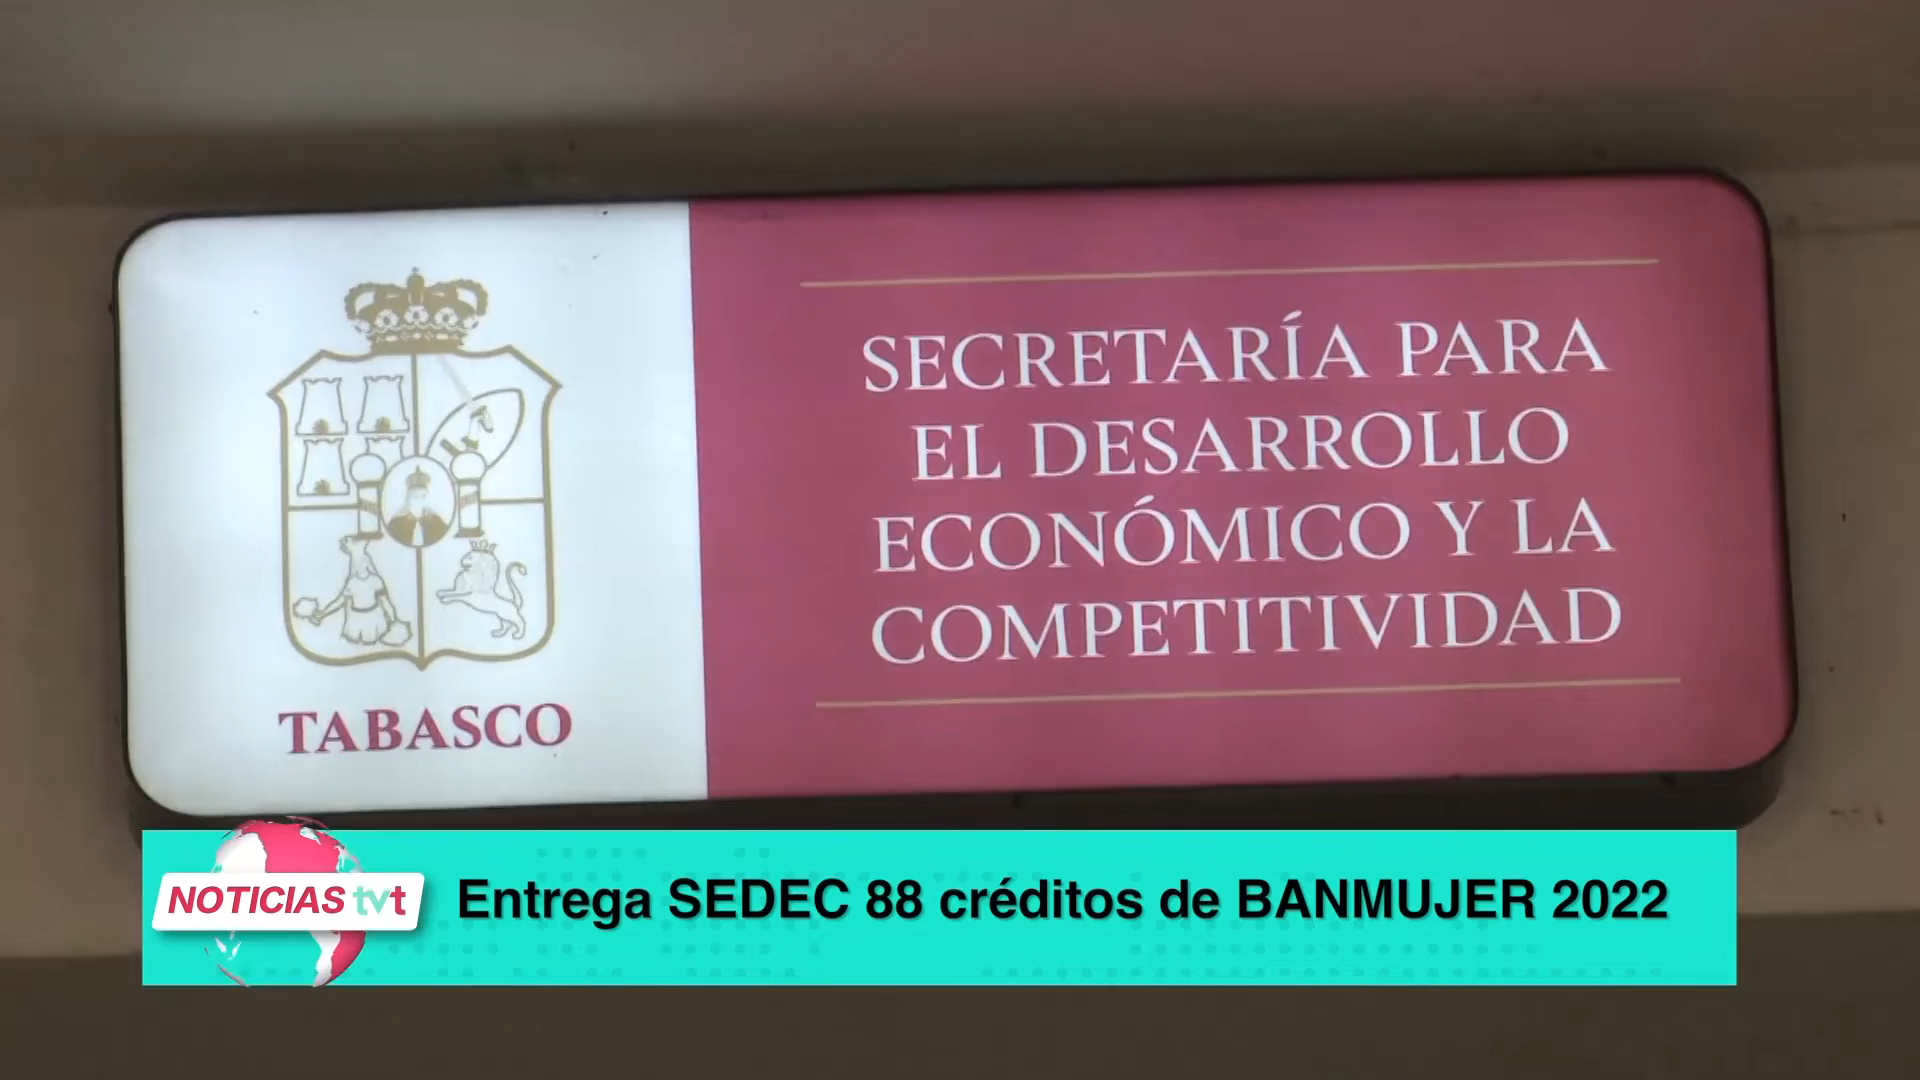 TABASCO
SECRETARÍA PARA
EL DESARROLLO
ECONÓMICO Y LA
COMPETITIVIDAD
NOTICIAS tvt
Entrega SEDEC 88 créditos de BANMUJER 2022